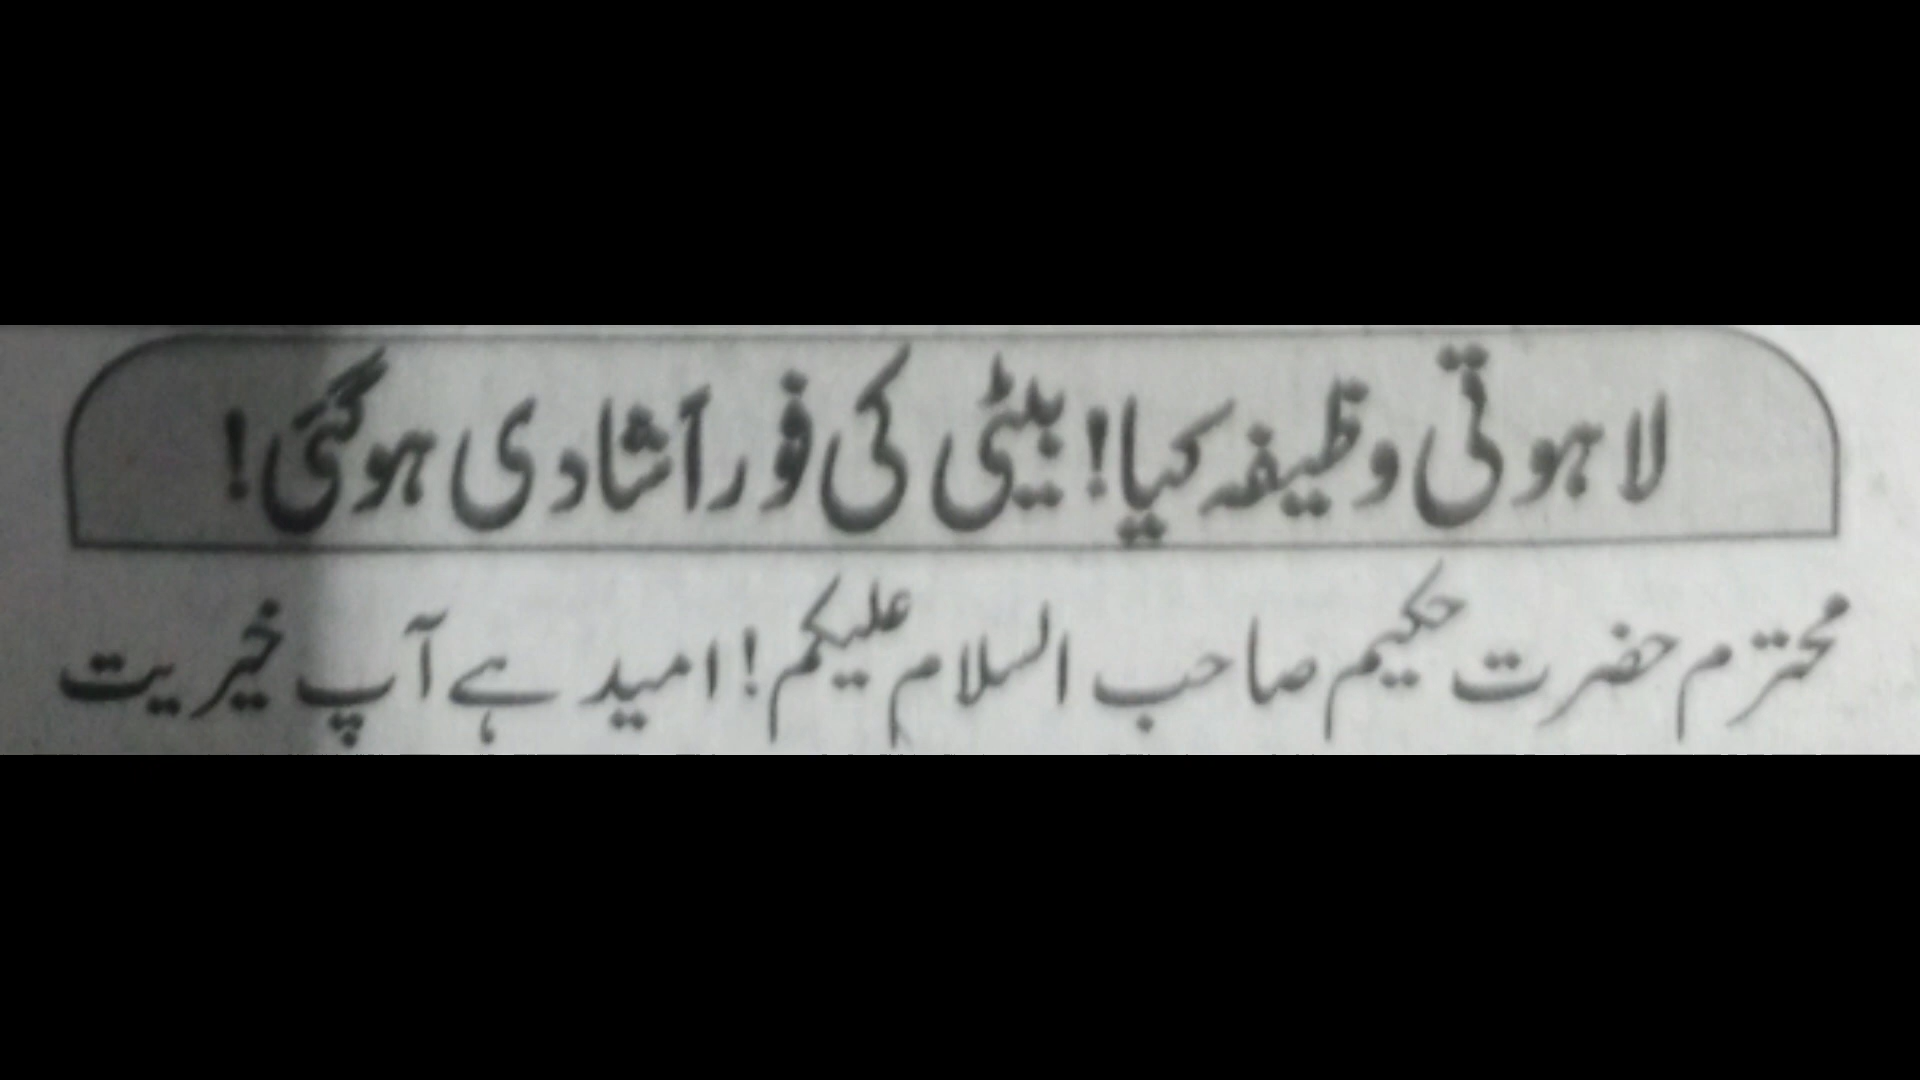 لاہوتی وظیفہ کیا! بیٹی کی فوراً شادی ہوگئی!
محترم حضرت حکیم صاحب السلام علیکم! امید ہے آپ خیریت